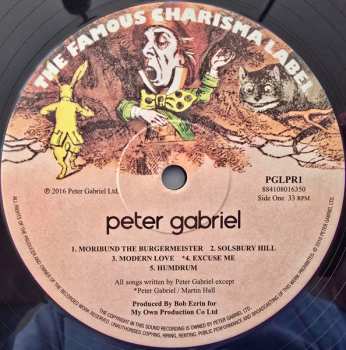 THE FAMOUS CHARISMA LABEL
PGLPR1
884108016350
Side One 33 RPM
℗ 2016 Peter Gabriel Ltd.
peter gabriel
1. MORIBUND THE BURGERMEISTER 2. SOLSBURY HILL
3. MODERN LOVE *4. EXCUSE ME
5. HUMDRUM
All songs written by Peter Gabriel except
*Peter Gabriel / Martin Hall
Produced By Bob Ezrin for
My Own Production Co Ltd